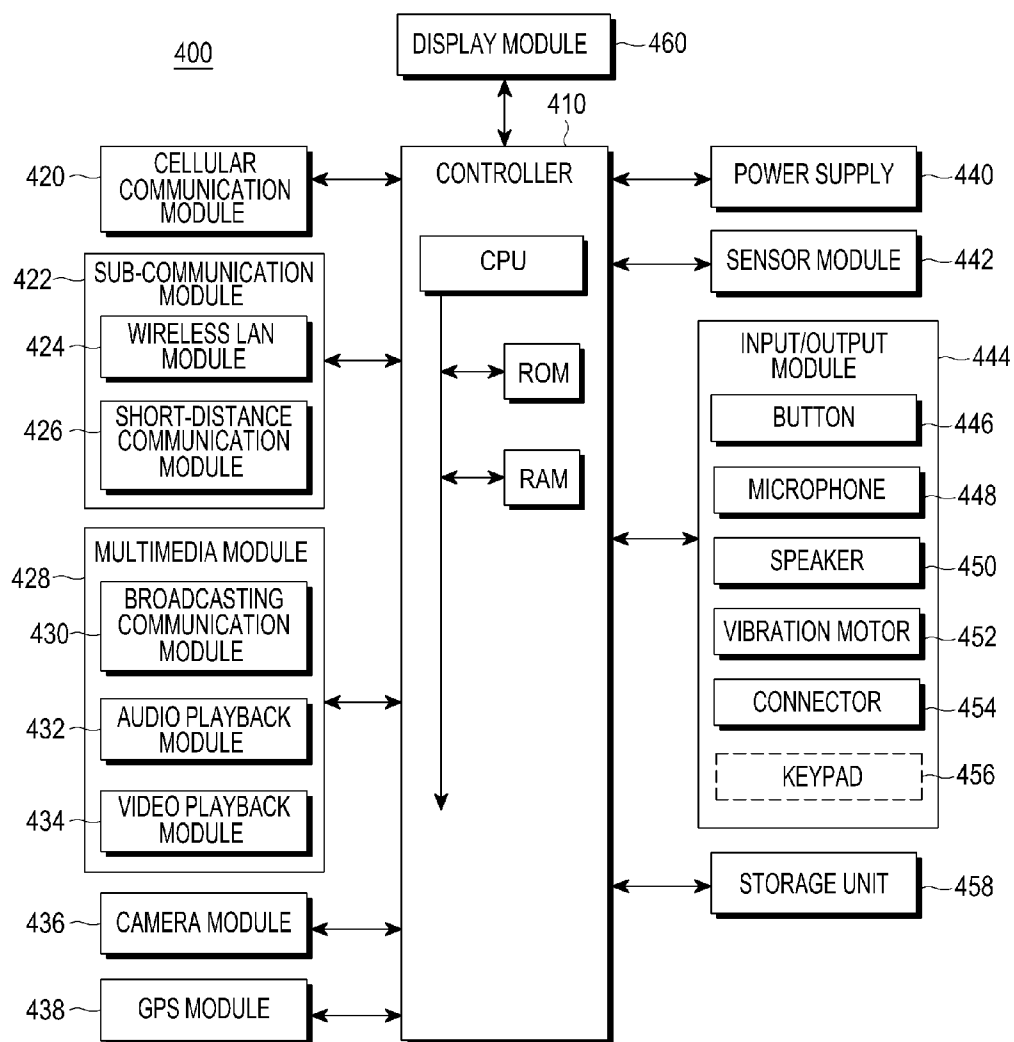 400
DISPLAY MODULE
460
410
CONTROLLER
CPU
ROM
RAM
420
CELLULAR
COMMUNICATION
MODULE
422
SUB-COMMUNICATION
MODULE
424
WIRELESS LAN
MODULE
426
SHORT-DISTANCE
COMMUNICATION
MODULE
428
MULTIMEDIA MODULE
430
BROADCASTING
COMMUNICATION
MODULE
432
AUDIO PLAYBACK
MODULE
434
VIDEO PLAYBACK
MODULE
436
CAMERA MODULE
438
GPS MODULE
POWER SUPPLY
440
SENSOR MODULE
442
INPUT/OUTPUT
MODULE
444
BUTTON
446
MICROPHONE
448
SPEAKER
450
VIBRATION MOTOR
452
CONNECTOR
454
KEYPAD
456
STORAGE UNIT
458